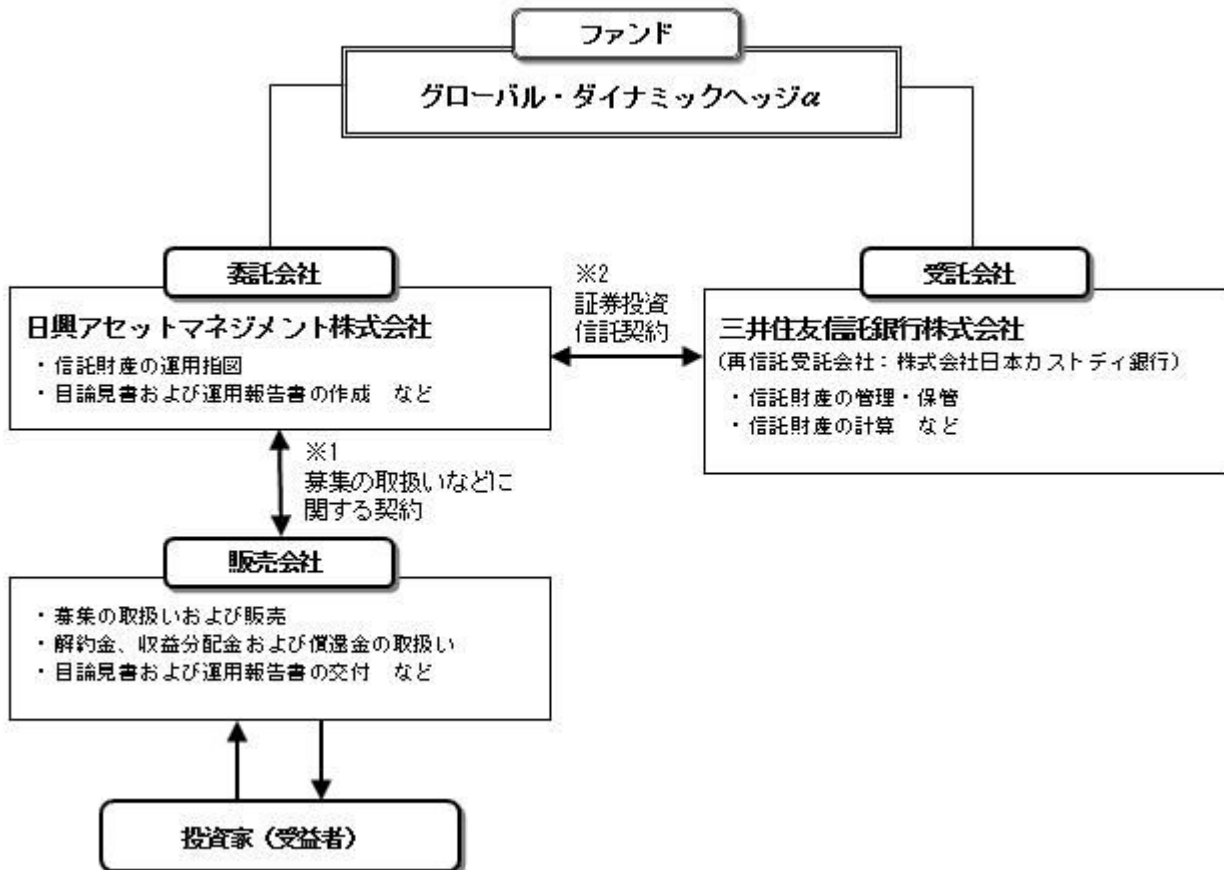 ファンド
グローバル・ダイナミックヘッジα
委託会社
日興アセットマネジメント株式会社
・信託財産の運用指図
・目論見書および運用報告書の作成　など
※2
証券投資
信託契約
受託会社
三井住友信託銀行株式会社
(再信託受託会社：株式会社日本カストディ銀行)
・信託財産の管理・保管
・信託財産の計算　など
※1
募集の取扱いなどに
関する契約
販売会社
・募集の取扱いおよび販売
・解約金、収益分配金および償還金の取扱い
・目論見書および運用報告書の交付　など
投資家（受益者）